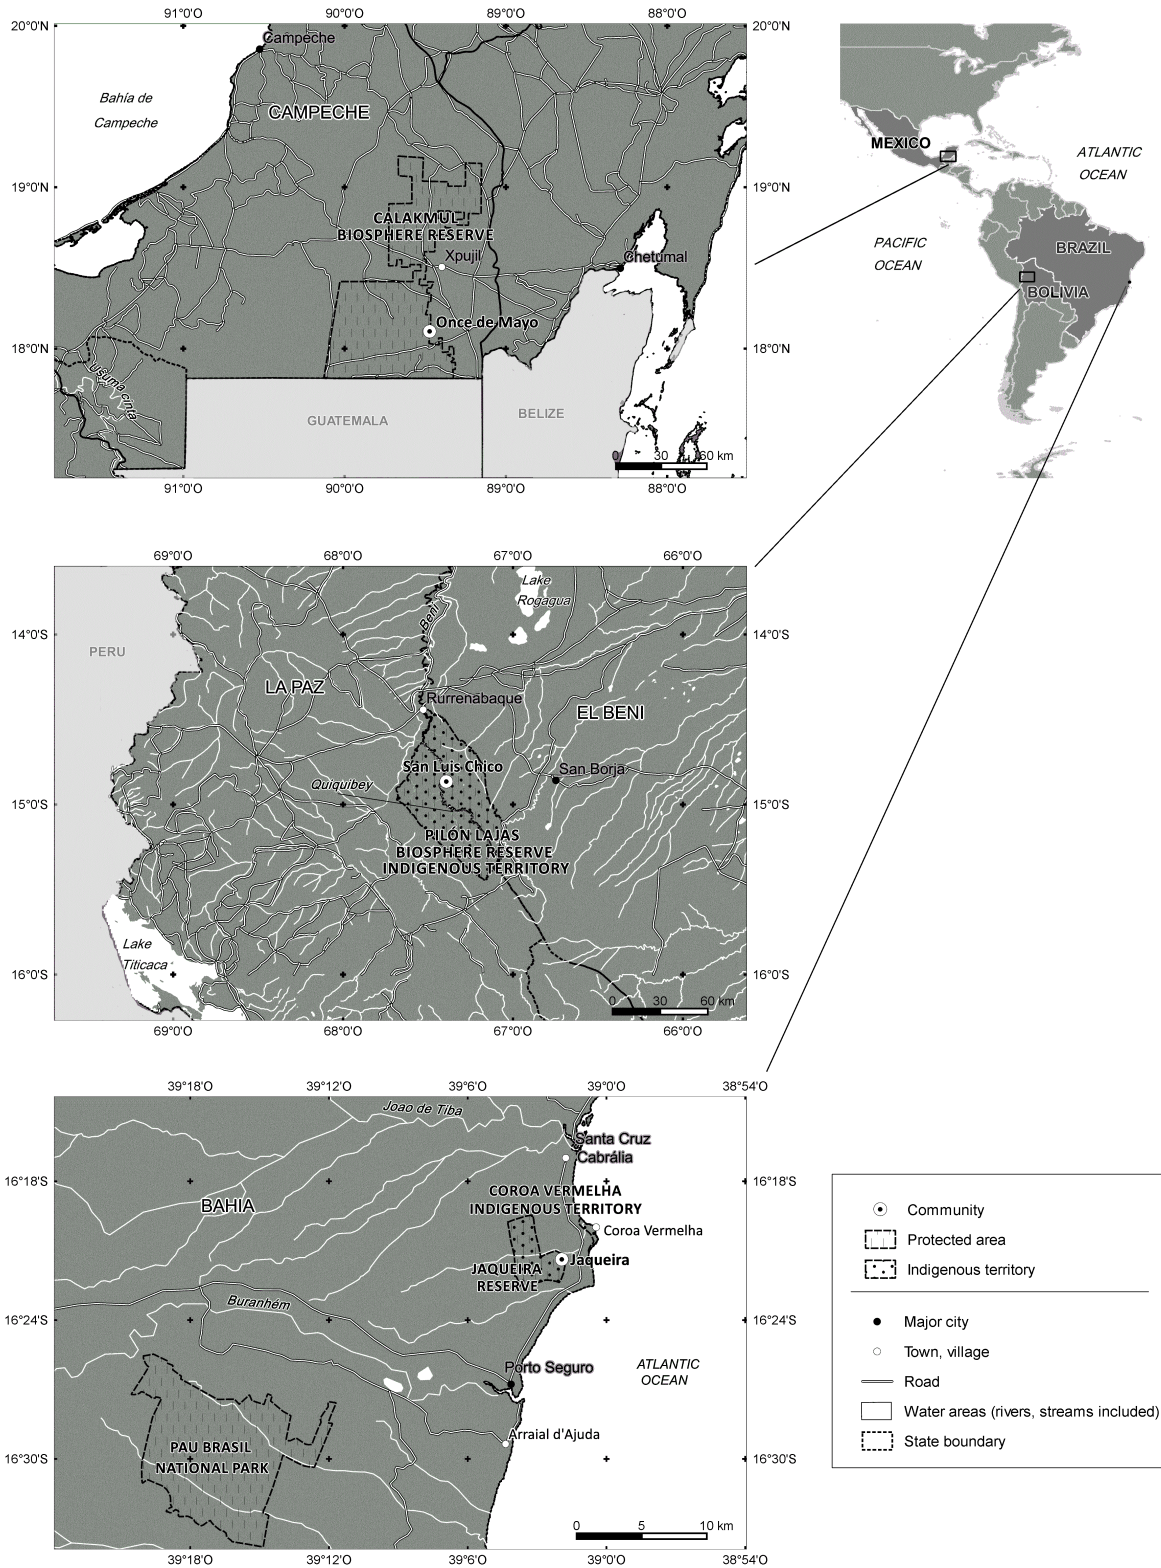 91°0'O 90°0'O 89°0'O 88°0'O
20°N 20°0'N
Campeche
Bahía de
Campeche
CAMPECHE
MEXICO
ATLANTIC
OCEAN
19°0'N 19°0'N
CALAKMUL
BIOSPHERE RESERVE
Xpujil
Chetumal
PACIFIC
OCEAN
BRAZIL
BOLIVIA
Once de Mayo
18°0'N 18°0'N
Usuma cinta
GUATEMALA
BELIZE
0 30 60 km
91°0'O 90°0'O 89°0'O 88°0'O
69°0'O 68°0'O 67°0'O 66°0'O
Lake
Rogagua
Beni
14°0'S 14°0'S
PERU
LA PAZ
Rurrenabaque
EL BENI
San Luis Chico
San Borja
Quiquibey
15°0'S 15°0'S
PILÓN LAJAS
BIOSPHERE RESERVE
INDIGENOUS TERRITORY
Lake
Titicaca
16°0'S 16°0'S
0 30 60 km
69°0'O 68°0'O 67°0'O 66°0'O
39°18'O 39°12'O 39°6'O 39°0'O 38°54'O
Joao de Tiba
Santa Cruz
Cabrália
16°18'S 16°18'S
BAHIA
COROA VERMELHA
INDIGENOUS TERRITORY
Coroa Vermelha
Jaqueira
JAQUEIRA
RESERVE
Buranhém
16°24'S 16°24'S
Porto Seguro
ATLANTIC
OCEAN
Arraial d'Ajuda
PAU BRASIL
NATIONAL PARK
16°30'S 16°30'S
0 5 10 km
39°18'O 39°12'O 39°6'O 39°0'O 38°54'O
Community
Protected area
Indigenous territory
Major city
Town, village
Road
Water areas (rivers, streams included)
State boundary